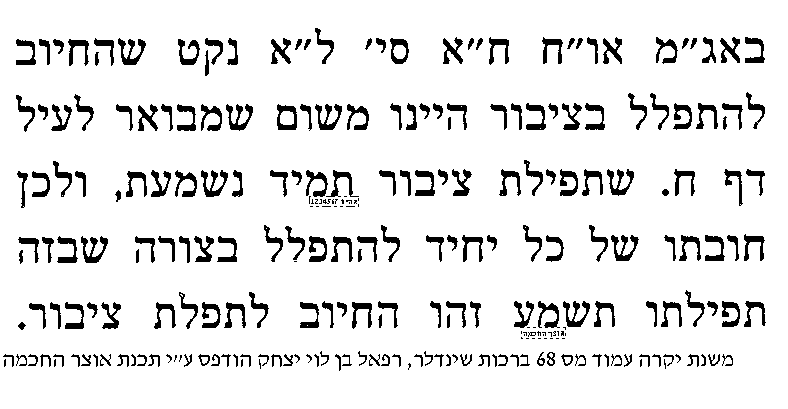 באג״מ או״ח ח״א סי׳ ל״א נקט שהחיוב
להתפלל בציבור היינו משום שמבואר לעיל
דף ח. שתפילת ציבור תמיד נשמעת, ולכן
חובתו של כל יחיד להתפלל בצורה שבזה
תפילתו תשמע זהו החיוב לתפלת ציבור.
משנת יקרה עמוד מס 68 ברכות שינדלר, רפאל בן לוי יצחק הודפס ע״י תכנת אוצר החכמה